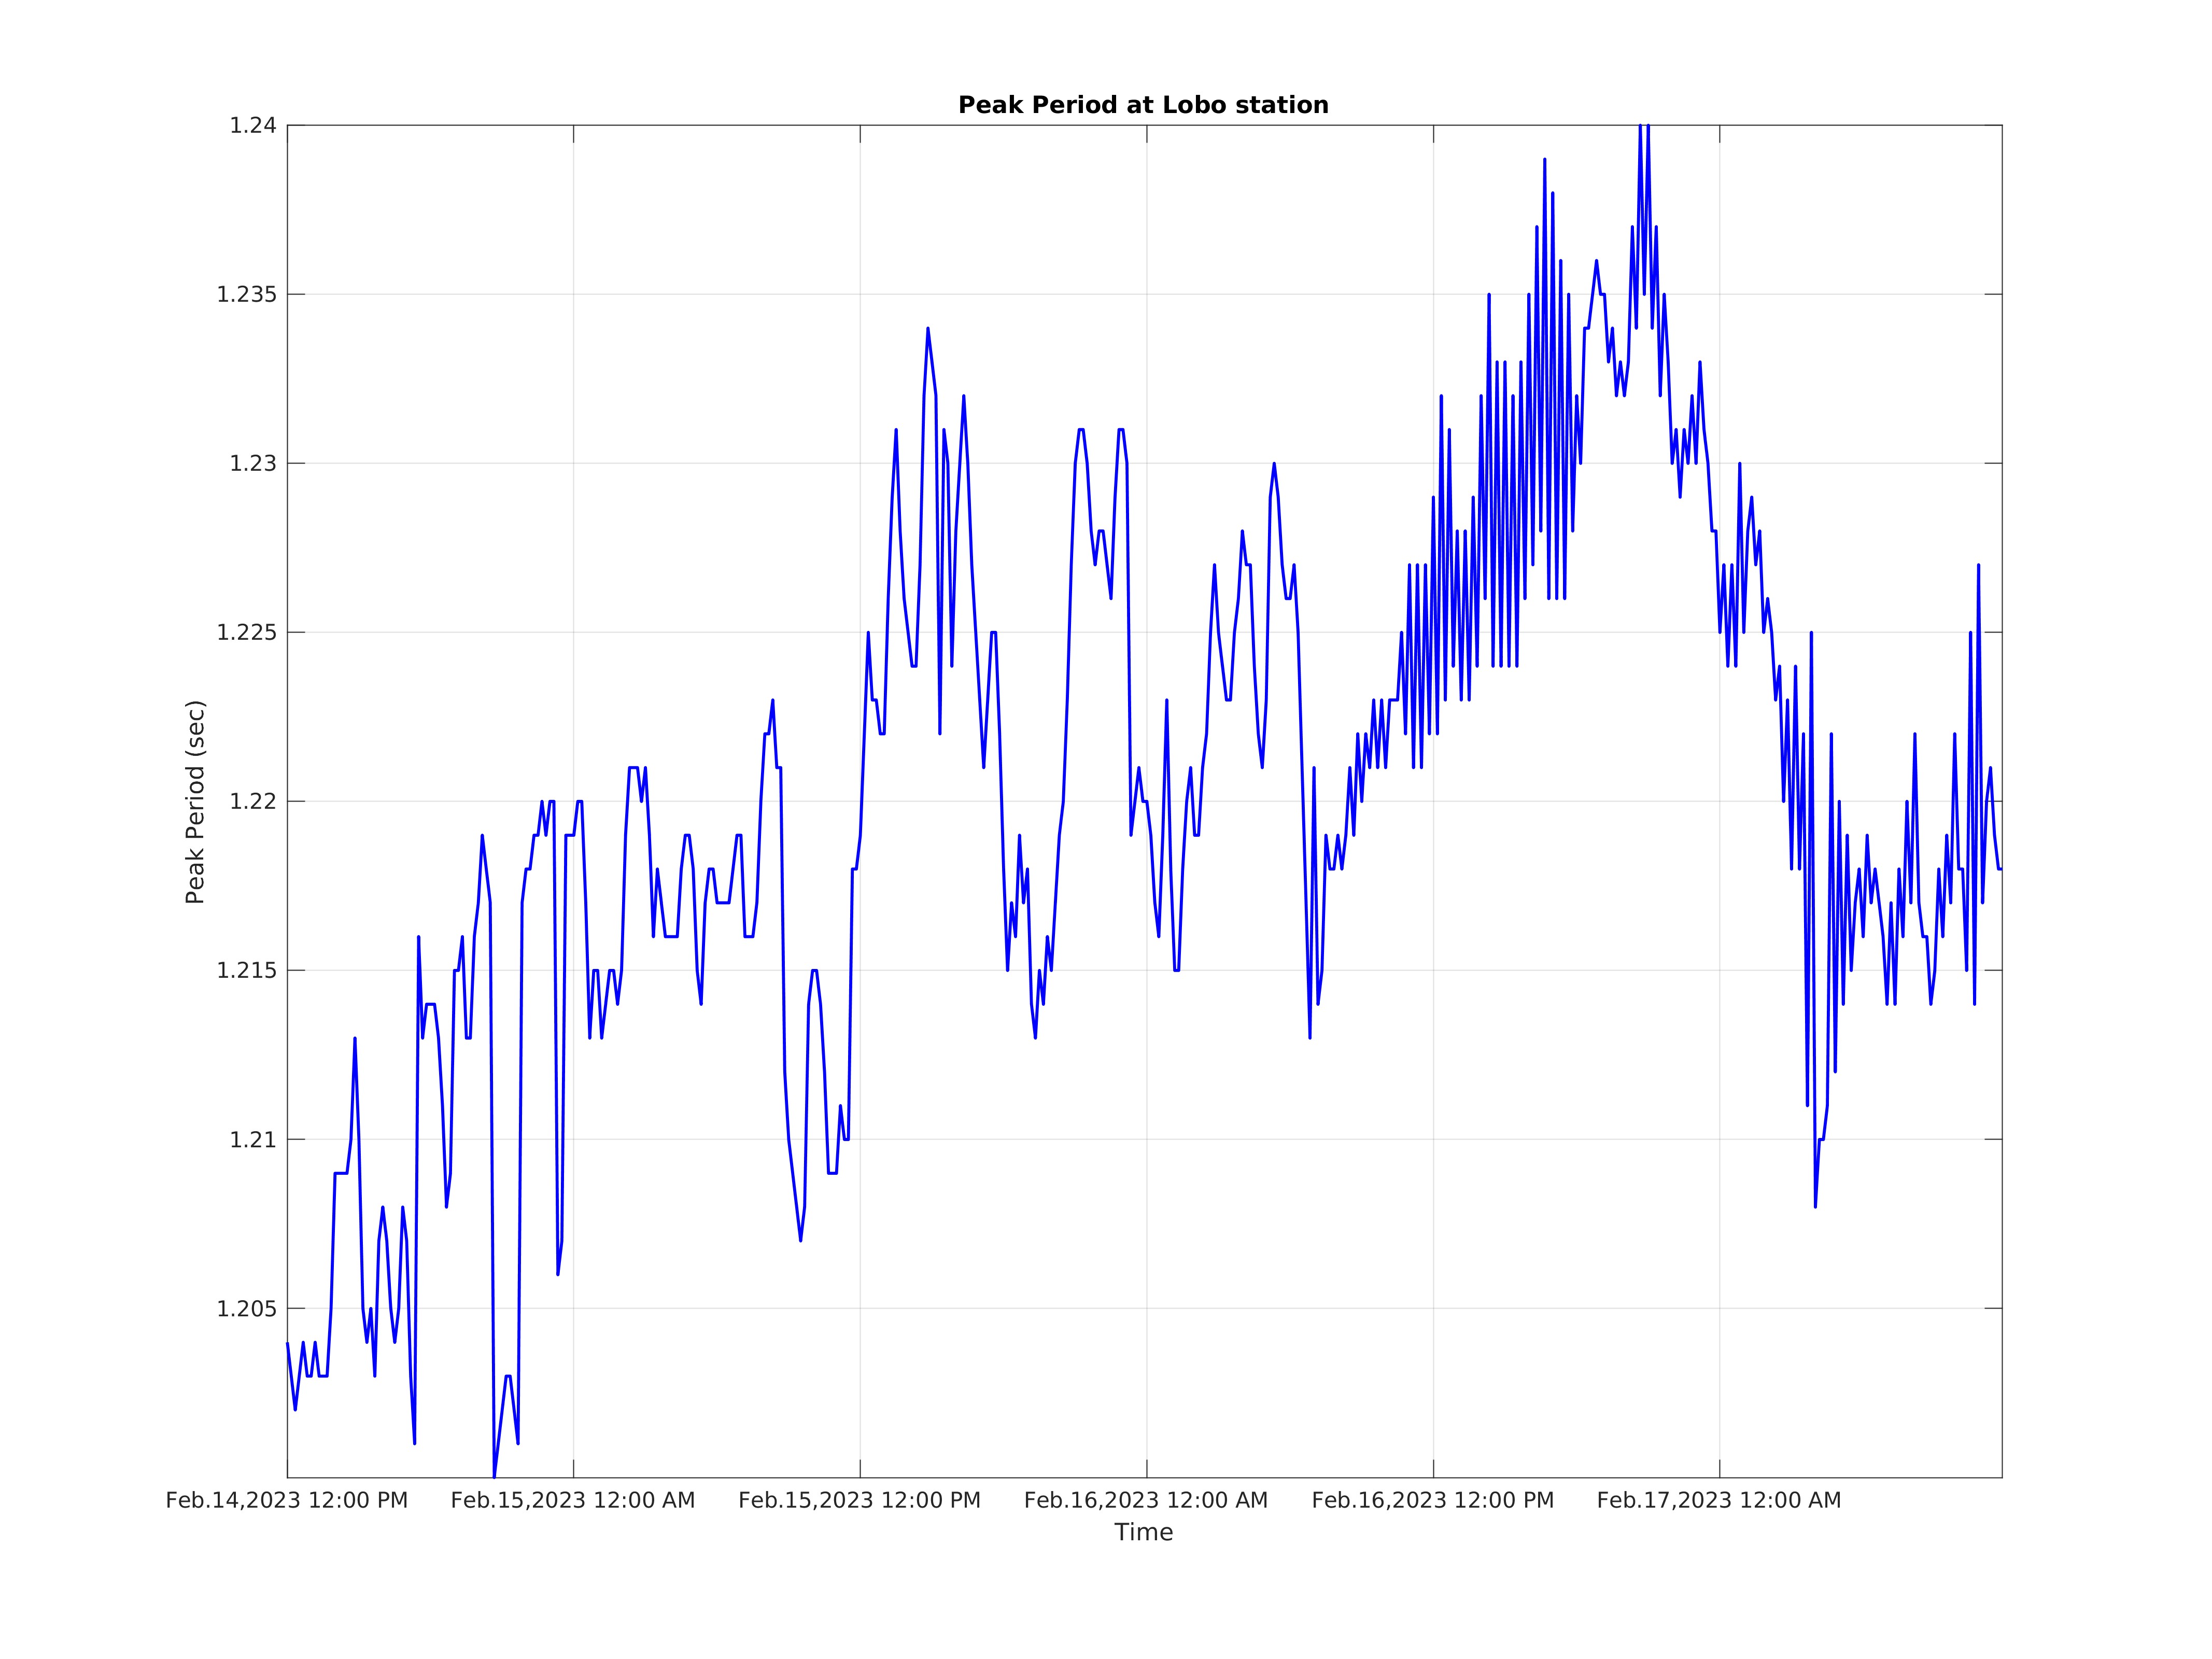 Peak Period at Lobo station
1.24
1.235
1.23
1.225
1.22
1.215
1.21
1.205
Peak Period (sec)
Feb.14,2023 12:00 PM
Feb.15,2023 12:00 AM
Feb.15,2023 12:00 PM
Feb.16,2023 12:00 AM
Feb.16,2023 12:00 PM
Feb.17,2023 12:00 AM
Time